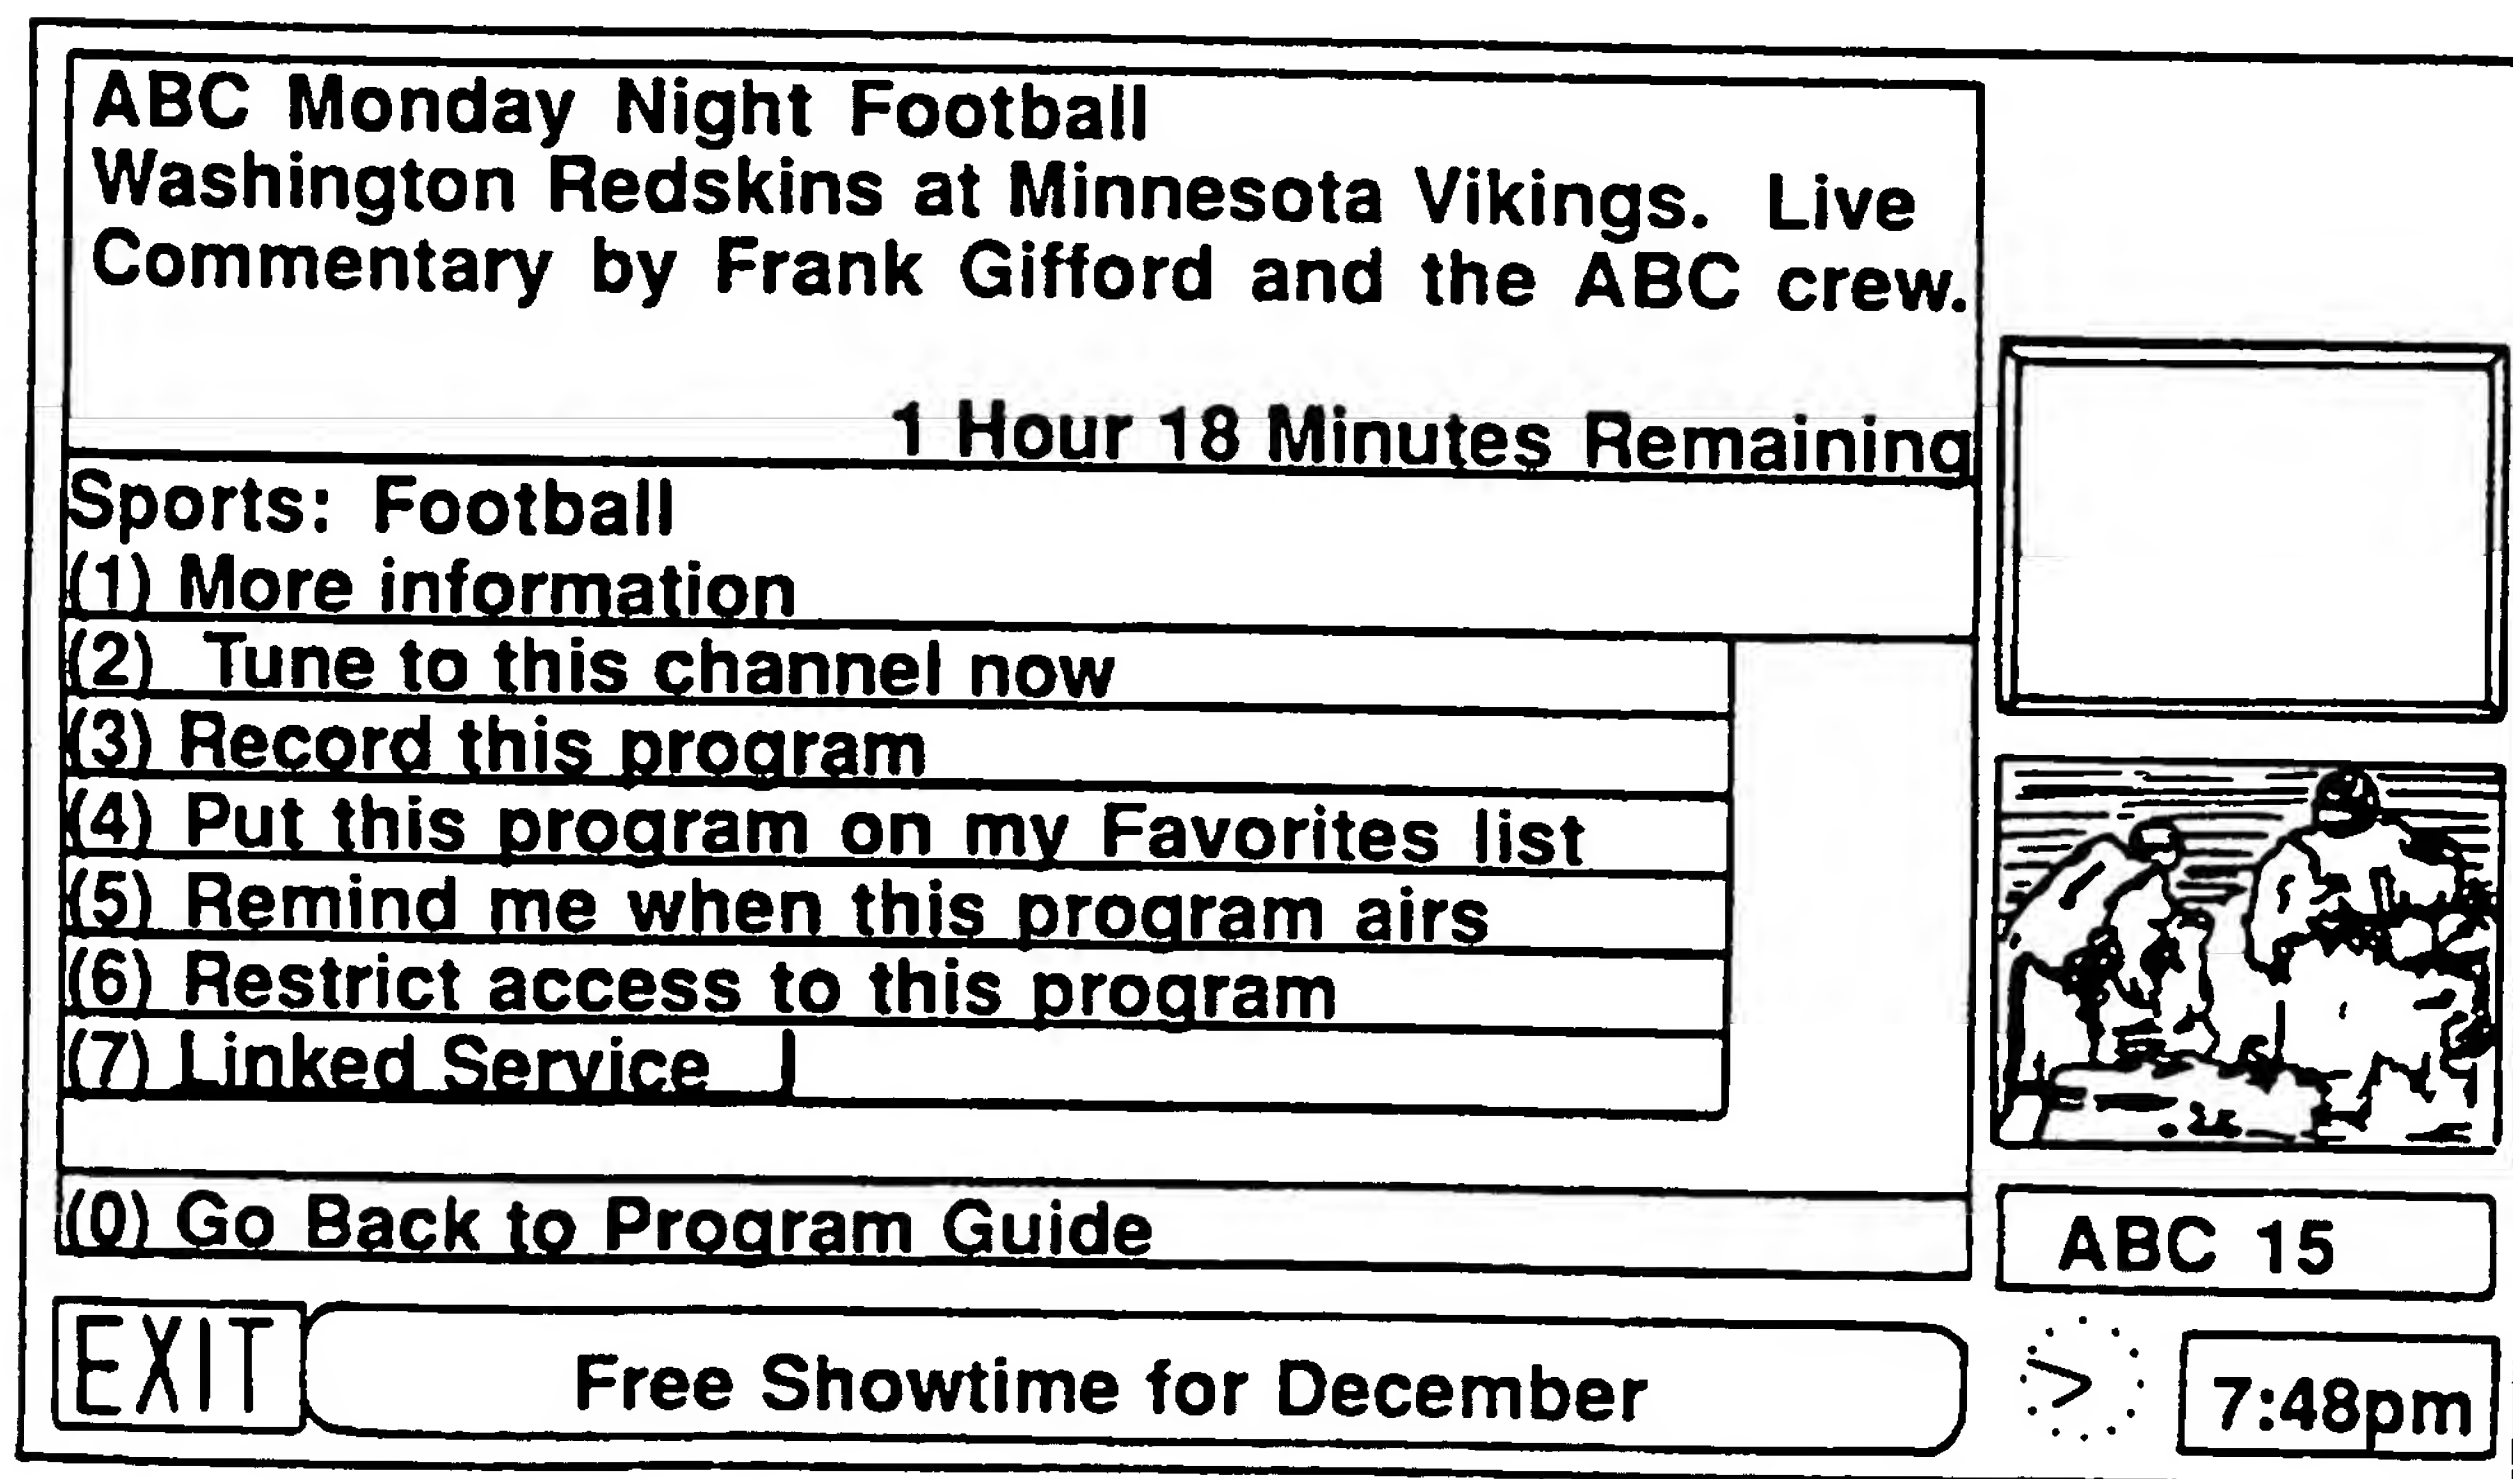 ABC Monday Night Football
Washington Redskins at Minnesota Vikings. Live
Commentary by Frank Gifford and the ABC crew.
1 Hour 18 Minutes Remaining
Sports: Football
(1) More information
(2) Tune to this channel now
(3) Record this program
(4) Put this program on my Favorites list
(5) Remind me when this program airs
(6) Restrict access to this program
(7) Linked Service
(0) Go Back to Program Guide
ABC 15
EXIT
Free Showtime for December
7:48pm